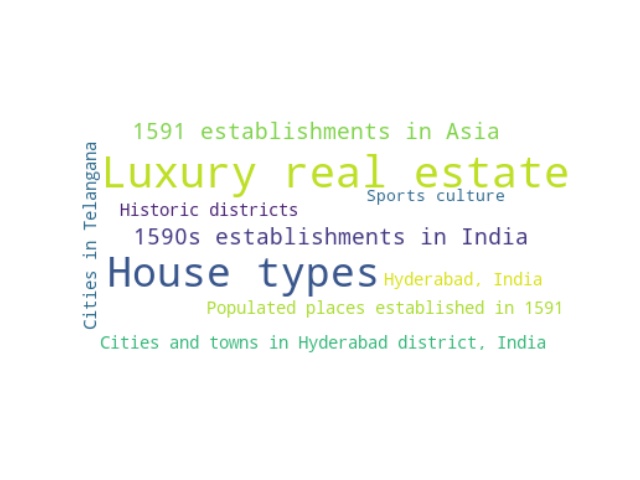 1591 establishments in Asia
Cities in Telangana
Luxury real estate
Sports culture
Historic districts
1590s establishments in India
House types
Hyderabad, India
Populated places established in 1591
Cities and towns in Hyderabad district, India